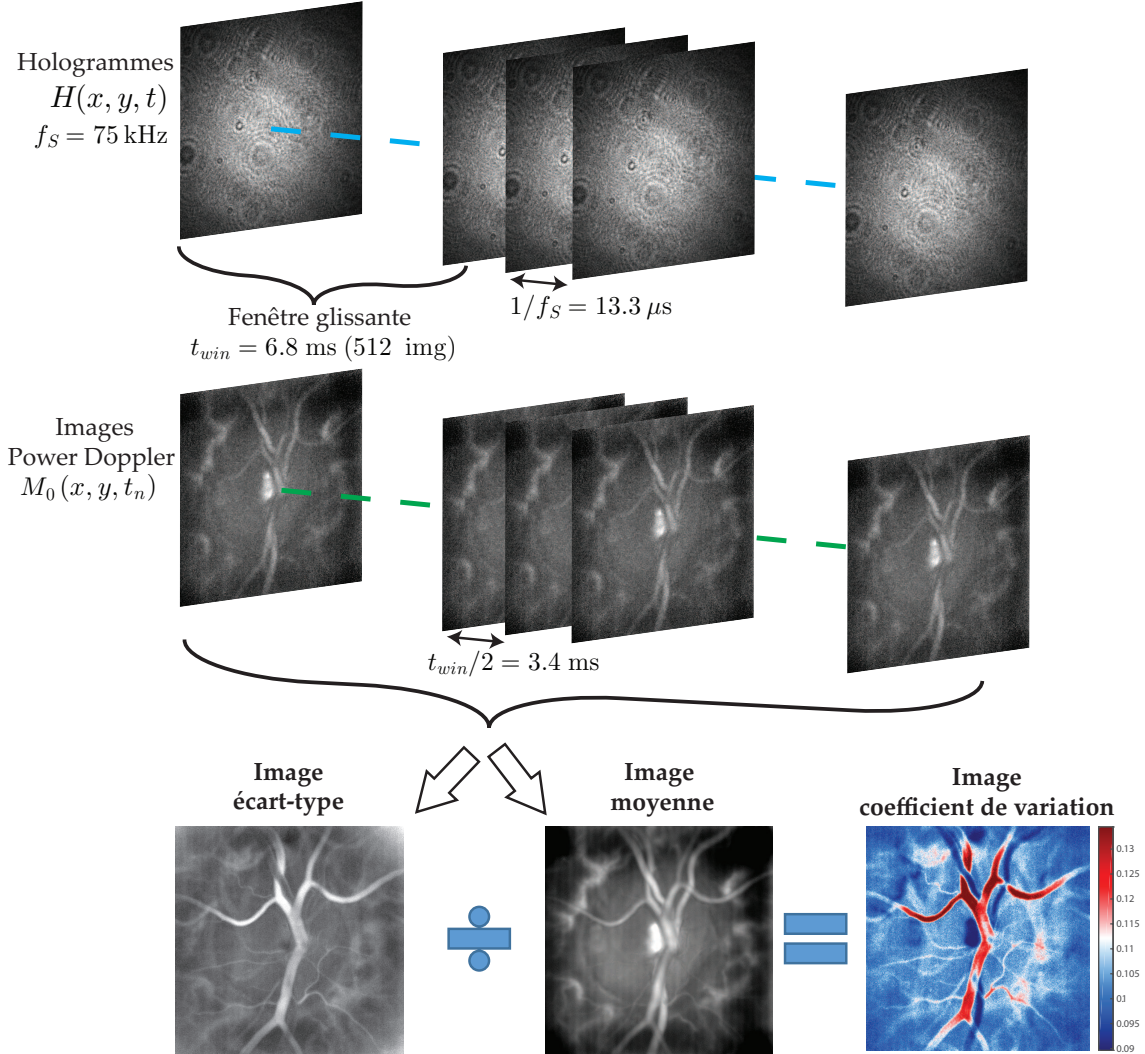 Hologrammes
H(x, y, t)
f_S = 75 kHz
1/f_S = 13.3 μs
Fenêtre glissante
t_win = 6.8 ms (512 img)
Images
Power Doppler
M_0 (x, y, t_n)
t_win/2 = 3.4 ms
Image
écart-type
Image
moyenne
Image
coefficient de variation
0.13
0.125
0.12
0.115
0.11
0.105
0.1
0.095
0.09